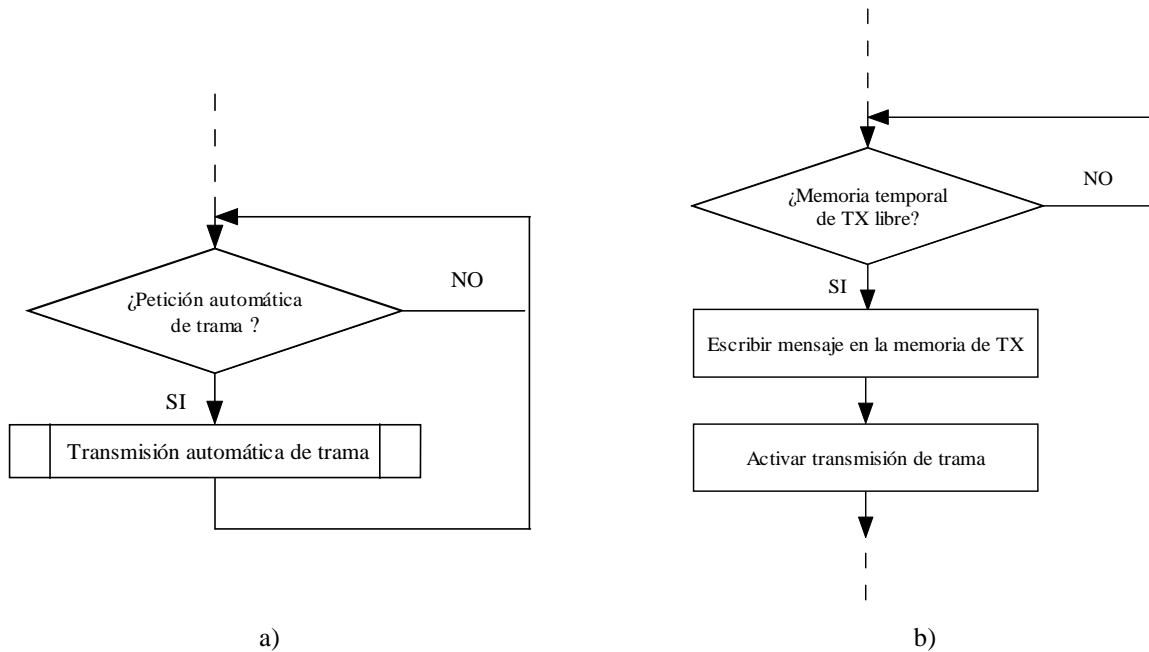 ¿Petición automática
de trama ?
NO
SI
Transmisión automática de trama
a)
¿Memoria temporal
de TX libre?
NO
SI
Escribir mensaje en la memoria de TX
Activar transmisión de trama
b)